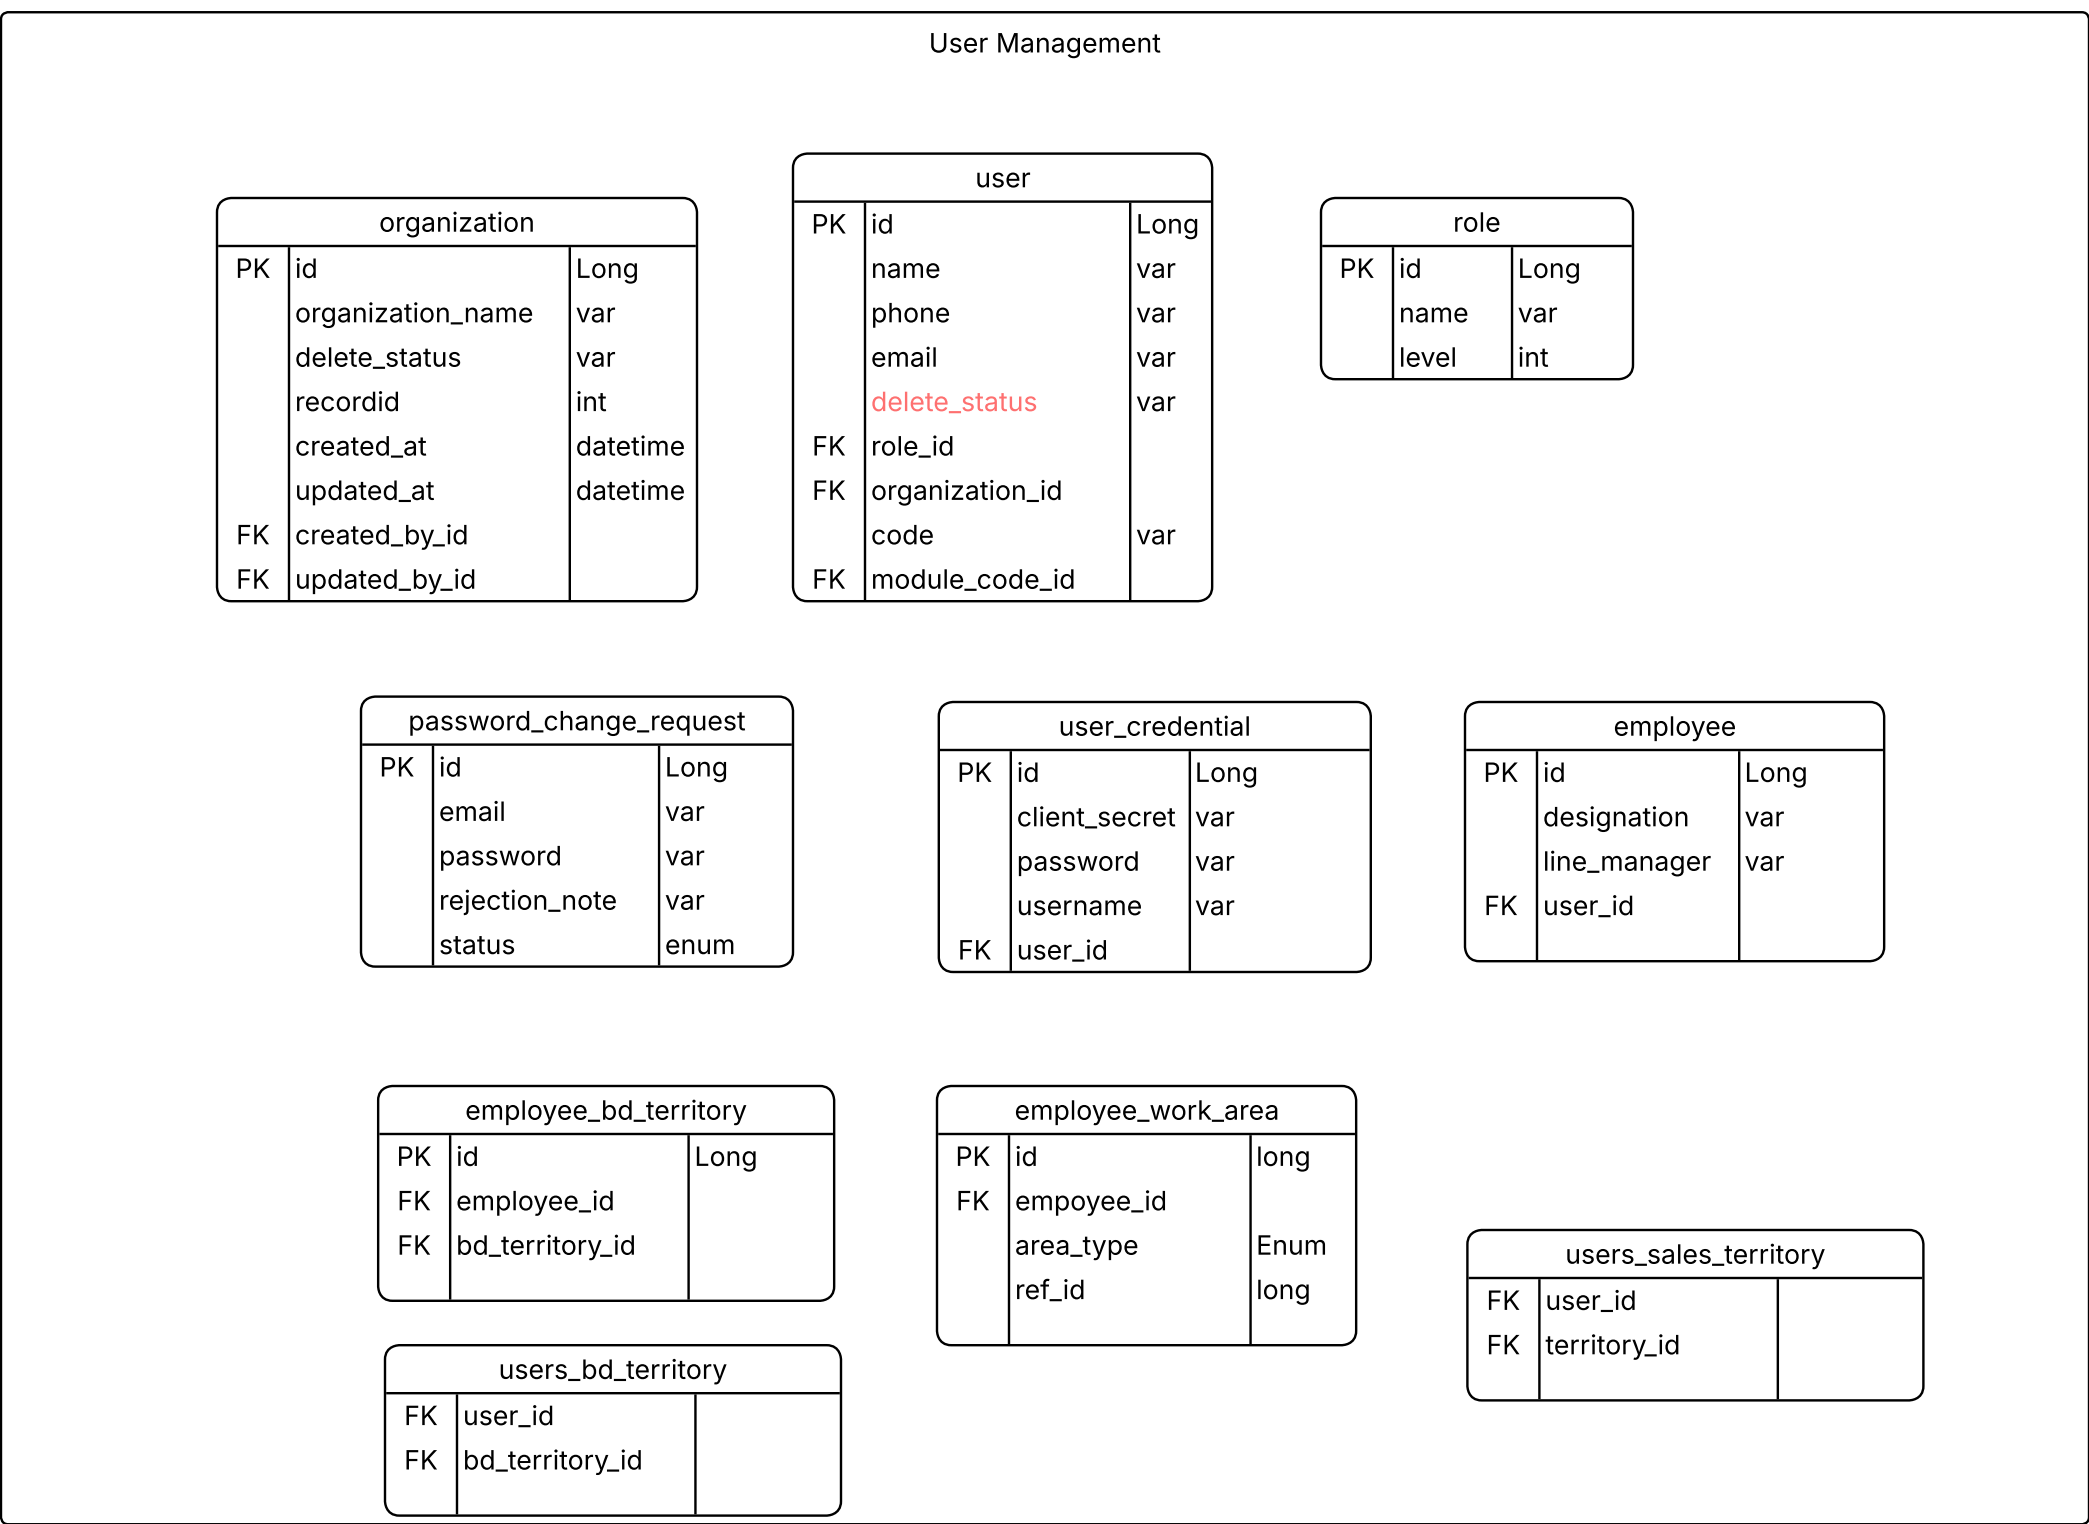 User Management
organization
PK id Long
organization_name var
delete_status var
recordid int
created_at datetime
updated_at datetime
FK created_by_id
FK updated_by_id
user
PK id Long
name var
phone var
email var
delete_status var
FK role_id
FK organization_id
code var
FK module_code_id
role
PK id Long
name var
level int
password_change_request
PK id Long
email var
password var
rejection_note var
status enum
user_credential
PK id Long
client_secret var
password var
username var
FK user_id
employee
PK id Long
designation var
line_manager var
FK user_id
employee_bd_territory
PK id Long
FK employee_id
FK bd_territory_id
employee_work_area
PK id long
FK empoyee_id
area_type Enum
ref_id long
users_sales_territory
FK user_id
FK territory_id
users_bd_territory
FK user_id
FK bd_territory_id